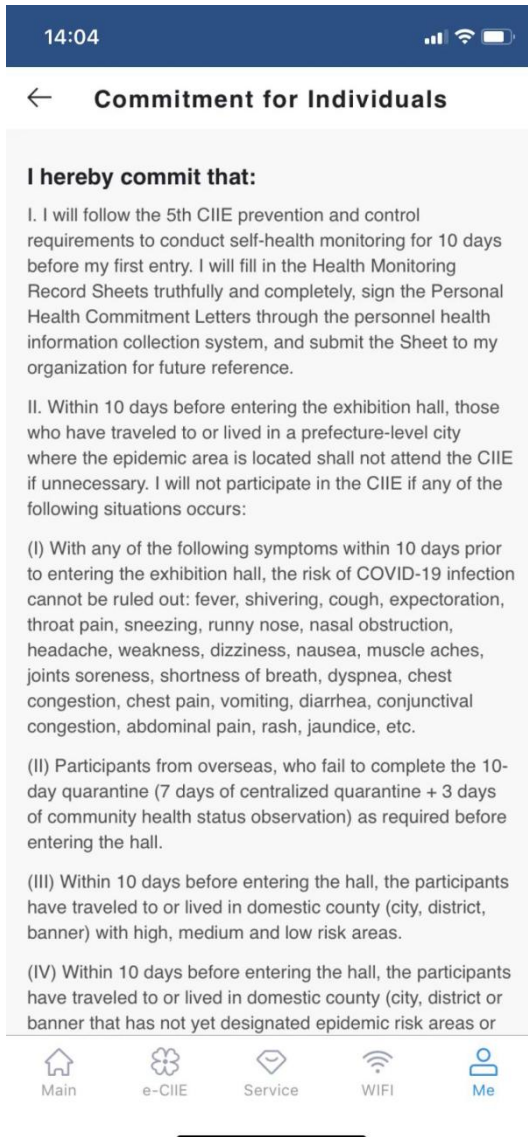 14:04
Commitment for Individuals
I hereby commit that:
I. I will follow the 5th CIIE prevention and control
requirements to conduct self-health monitoring for 10 days
before my first entry. I will fill in the Health Monitoring
Record Sheets truthfully and completely, sign the Personal
Health Commitment Letters through the personnel health
information collection system, and submit the Sheet to my
organization for future reference.
II. Within 10 days before entering the exhibition hall, those
who have traveled to or lived in a prefecture-level city
where the epidemic area is located shall not attend the CIIE
if unnecessary. I will not participate in the CIIE if any of the
following situations occurs:
(I) With any of the following symptoms within 10 days prior
to entering the exhibition hall, the risk of COVID-19 infection
cannot be ruled out: fever, shivering, cough, expectoration,
throat pain, sneezing, runny nose, nasal obstruction,
headache, weakness, dizziness, nausea, muscle aches,
joints soreness, shortness of breath, dyspnea, chest
congestion, chest pain, vomiting, diarrhea, conjunctival
congestion, abdominal pain, rash, jaundice, etc.
(II) Participants from overseas, who fail to complete the 10-
day quarantine (7 days of centralized quarantine + 3 days
of community health status observation) as required before
entering the hall.
(III) Within 10 days before entering the hall, the participants
have traveled to or lived in domestic county (city, district,
banner) with high, medium and low risk areas.
(IV) Within 10 days before entering the hall, the participants
have traveled to or lived in domestic county (city, district or
banner that has not yet designated epidemic risk areas or
Main e-CIIE Service WIFI Me